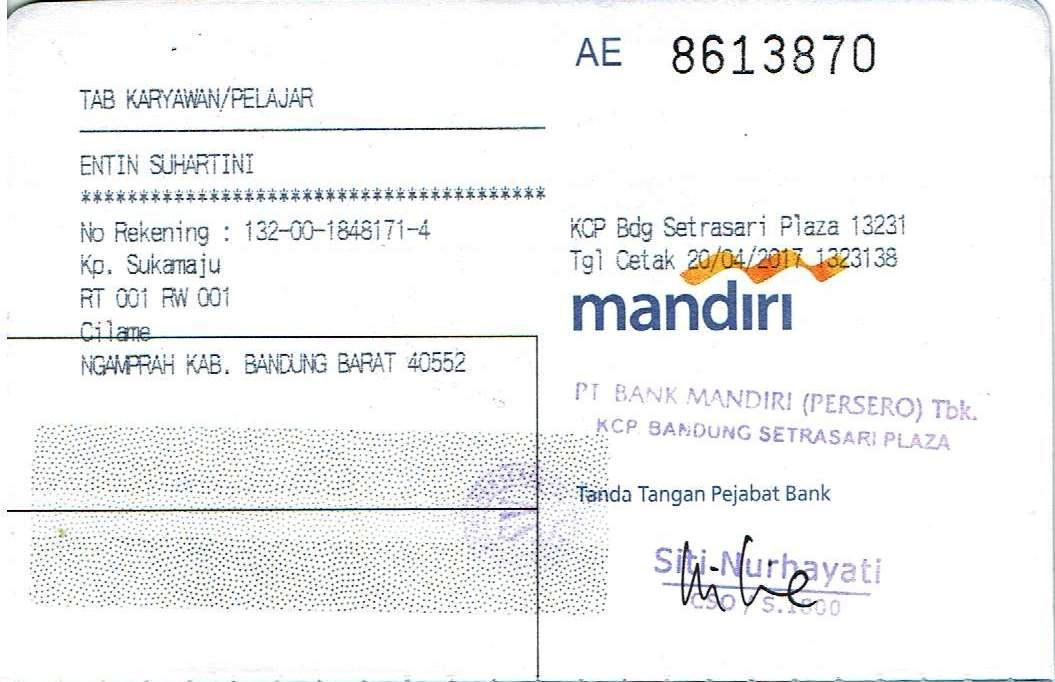 AE 8613870
TAB KARYAWAN/PELAJAR
ENTIN SUHARTINI
***************************************
No Rekening : 132-00-1848171-4
Kp. Sukamaju
RT 001 RW 001
Cilame
NGAMPRAH KAB. BANDUNG BARAT 40552
KCP Bdg Setrasari Plaza 13231
Tgl Cetak 20/04/2017 1323138
mandiri
PT BANK MANDIRI (PERSERO) Tbk.
KCP. BANDUNG SETRASARI PLAZA
Tanda Tangan Pejabat Bank
Siti Nurhayati
CSO / S.1800